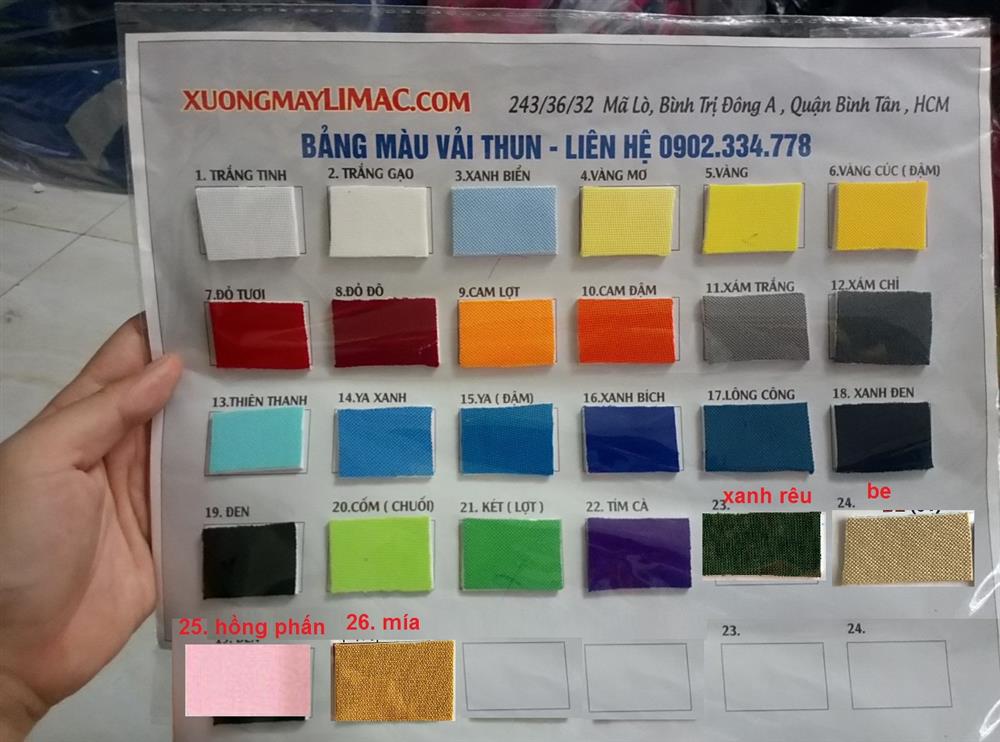 XUONGMAYLIMAC.COM 243/36/32 Mã Lò, Bình Trị Đông A , Quận Bình Tân , HCM
BẢNG MÀU VẢI THUN - LIÊN HỆ 0902.334.778
1. TRẮNG TINH 2. TRẮNG GẠO 3.XANH BIỂN 4.VÀNG MƠ 5.VÀNG 6.VÀNG CÚC ( ĐẬM)
7.ĐỎ TƯƠI 8.ĐỎ ĐÔ 9.CAM LỢT 10.CAM ĐẬM 11.XÁM TRẮNG 12.XÁM CHÌ
13.THIÊN THANH 14.YA XANH 15.YA ( ĐẬM) 16.XANH BÍCH 17.LÔNG CÔNG 18. XANH ĐEN
xanh rêu be
19. ĐEN 20.CỐM ( CHUỐI) 21. KÉT ( LỢT ) 22. TÍM CÀ 23. 24.
25. hồng phấn 26. mía
23. 24.